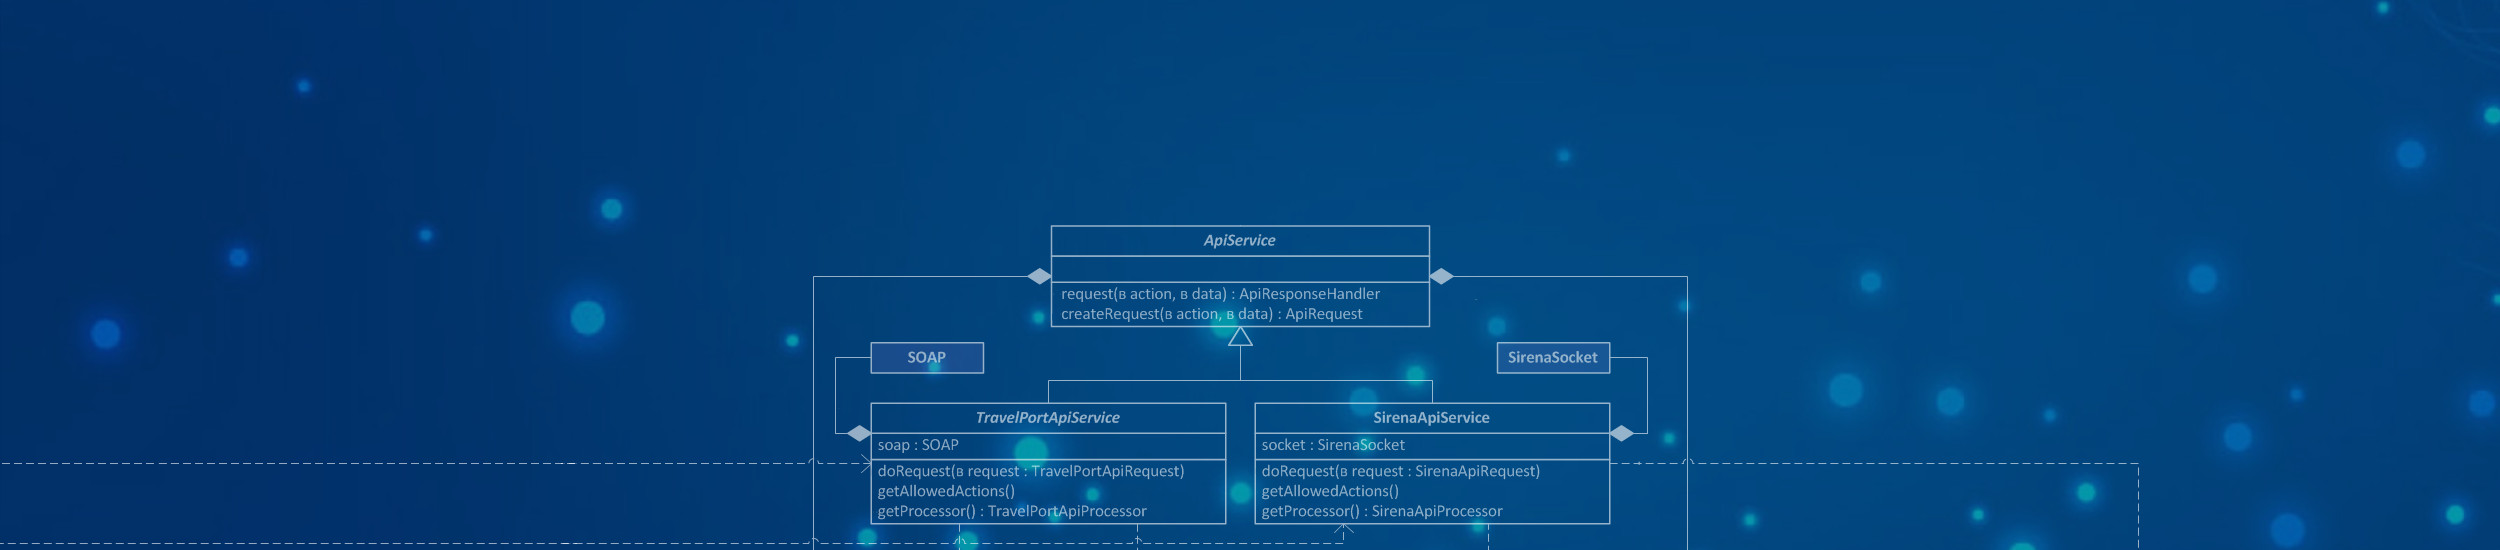 ApiService
request(в action, в data) : ApiResponseHandler
createRequest(в action, в data) : ApiRequest
SOAP
SirenaSocket
TravelPortApiService
soap : SOAP
doRequest(в request : TravelPortApiRequest)
getAllowedActions()
getProcessor() : TravelPortApiProcessor
SirenaApiService
socket : SirenaSocket
doRequest(в request : SirenaApiRequest)
getAllowedActions()
getProcessor() : SirenaApiProcessor